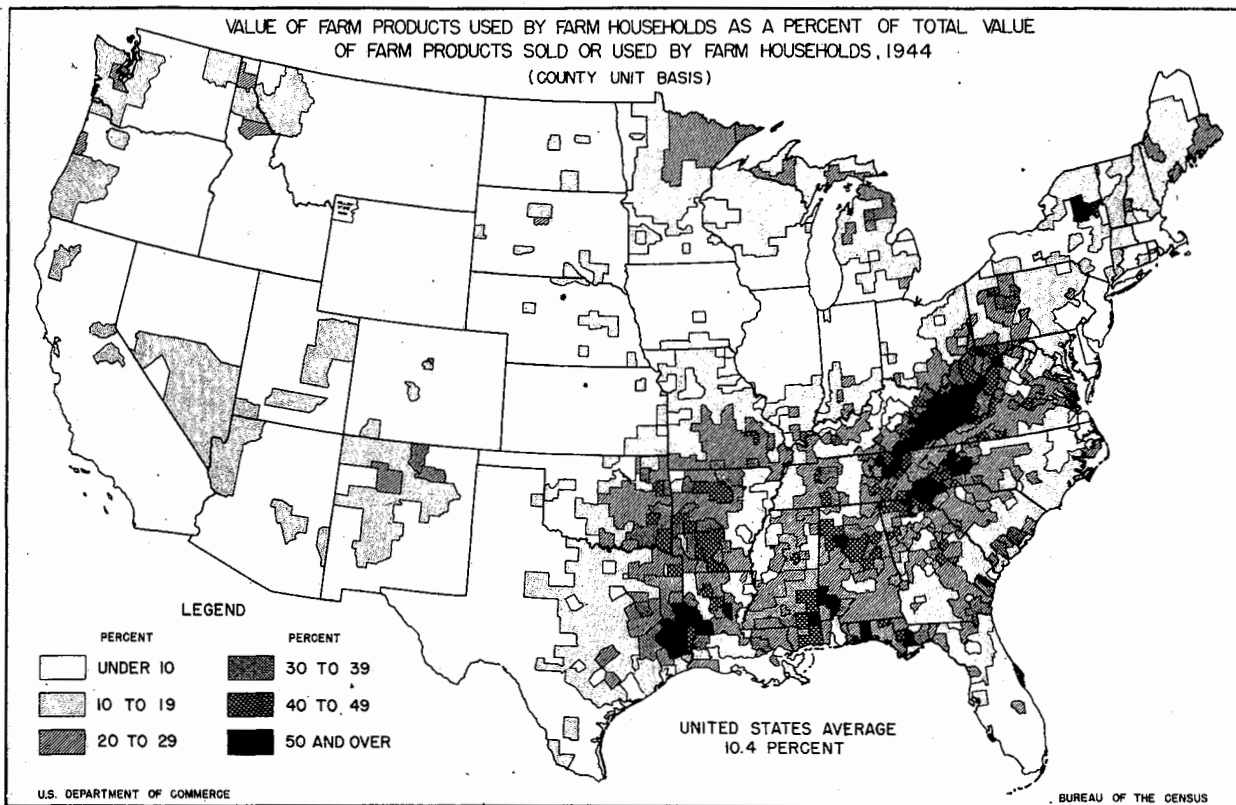 VALUE OF FARM PRODUCTS USED BY FARM HOUSEHOLDS AS A PERCENT OF TOTAL VALUE
OF FARM PRODUCTS SOLD OR USED BY FARM HOUSEHOLDS, 1944
(COUNTY UNIT BASIS)
LEGEND
PERCENT
UNDER 10
10 TO 19
20 TO 29
PERCENT
30 TO 39
40 TO 49
50 AND OVER
UNITED STATES AVERAGE
10.4 PERCENT
U.S. DEPARTMENT OF COMMERCE
BUREAU OF THE CENSUS